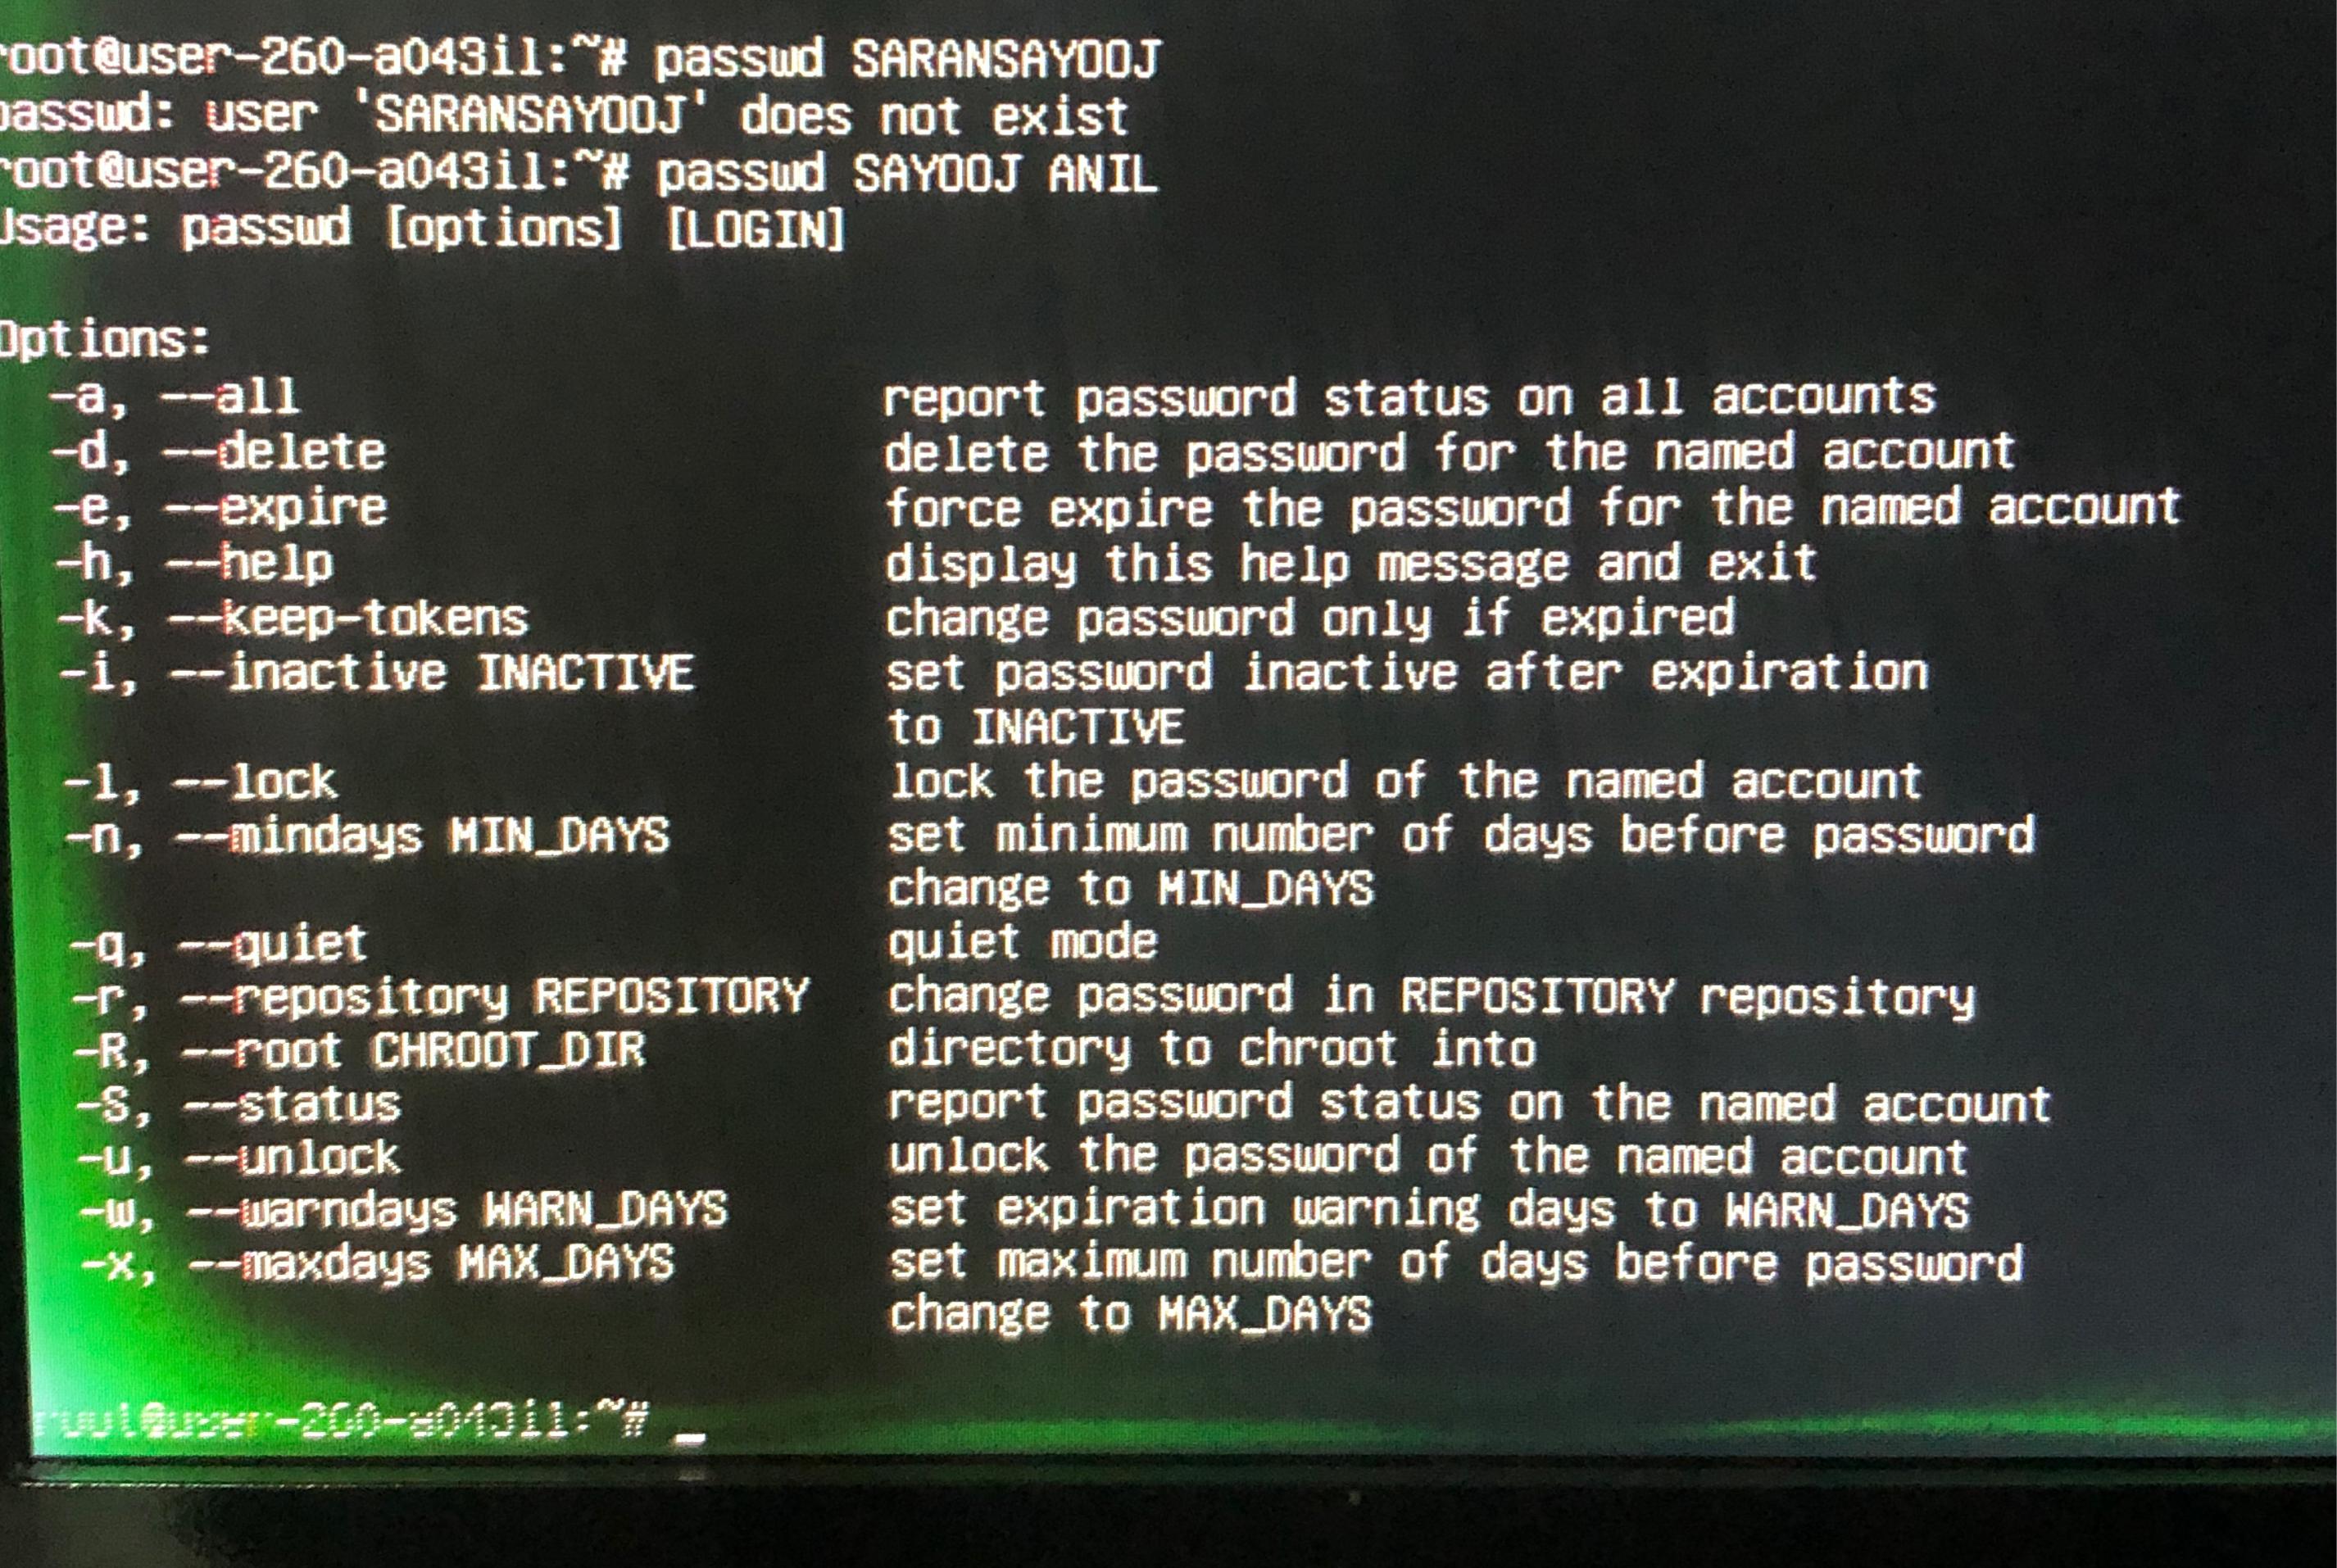 root@user-260-a043il:~# passwd SARANSAYOOJ
passwd: user 'SARANSAYOOJ' does not exist
root@user-260-a043il:~# passwd SAYOOJ ANIL
Usage: passwd [options] [LOGIN]
Options:
-a, --all report password status on all accounts
-d, --delete delete the password for the named account
-e, --expire force expire the password for the named account
-h, --help display this help message and exit
-k, --keep-tokens change password only if expired
-i, --inactive INACTIVE set password inactive after expiration
to INACTIVE
-l, --lock lock the password of the named account
-n, --mindays MIN_DAYS set minimum number of days before password
change to MIN_DAYS
-q, --quiet quiet mode
-r, --repository REPOSITORY change password in REPOSITORY repository
-R, --root CHROOT_DIR directory to chroot into
-S, --status report password status on the named account
-u, --unlock unlock the password of the named account
-w, --warndays WARN_DAYS set expiration warning days to WARN_DAYS
-x, --maxdays MAX_DAYS set maximum number of days before password
change to MAX_DAYS
root@user-260-a043il:~# _